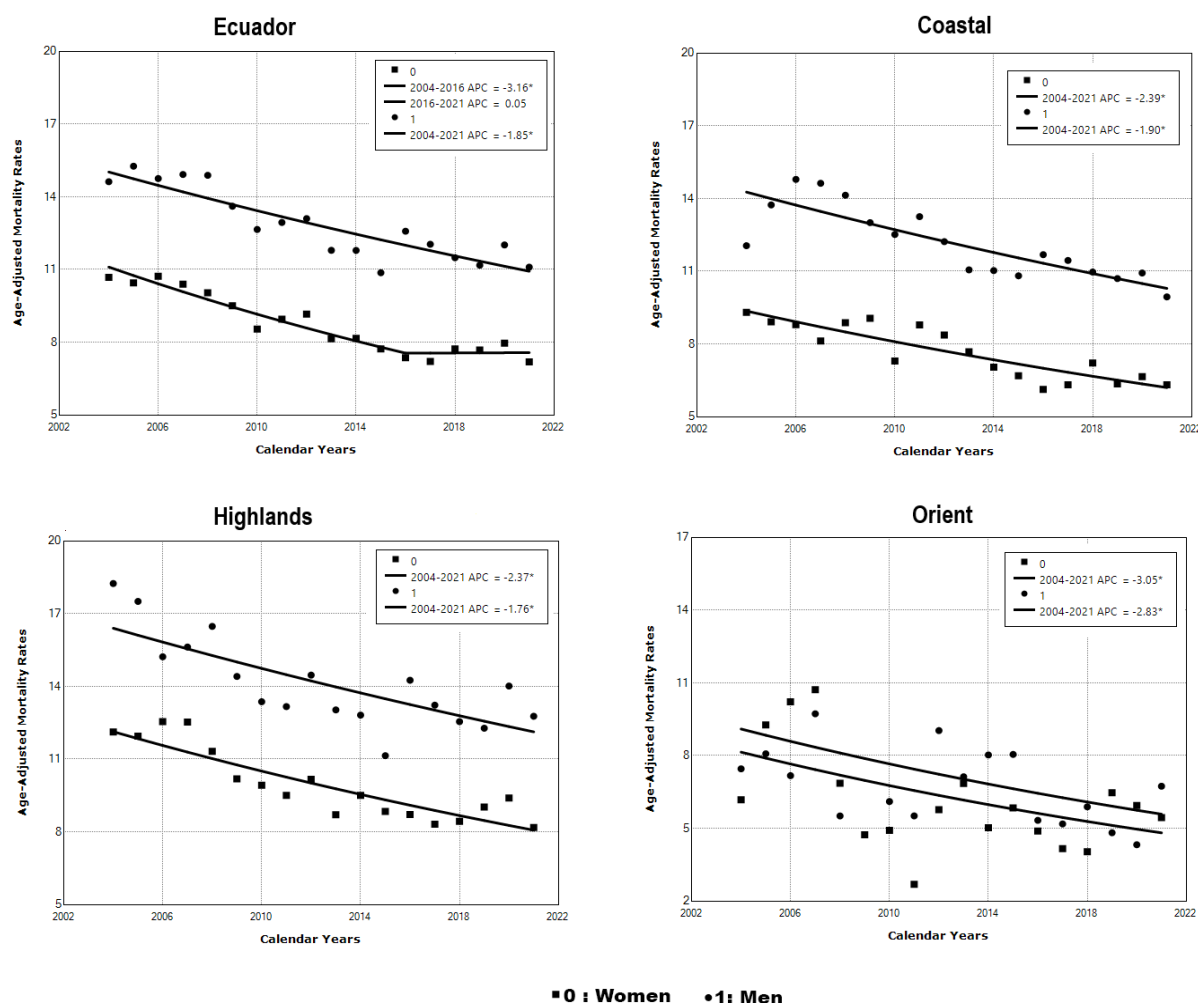 Ecuador
Age-Adjusted Mortality Rates
20
17
14
11
8
5
0
2004-2016 APC = -3.16*
2016-2021 APC = 0.05
1
2004-2021 APC = -1.85*
2002
2006
2010
2014
2018
2022
Calendar Years
Coastal
Age-Adjusted Mortality Rates
20
17
14
11
8
5
0
2004-2021 APC = -2.39*
1
2004-2021 APC = -1.90*
2002
2006
2010
2014
2018
2022
Calendar Years
Highlands
Age-Adjusted Mortality Rates
20
17
14
11
8
5
0
2004-2021 APC = -2.37*
1
2004-2021 APC = -1.76*
2002
2006
2010
2014
2018
2022
Calendar Years
Orient
Age-Adjusted Mortality Rates
17
14
11
8
5
2
0
2004-2021 APC = -3.05*
1
2004-2021 APC = -2.83*
2002
2006
2010
2014
2018
2022
Calendar Years
0 : Women 1: Men